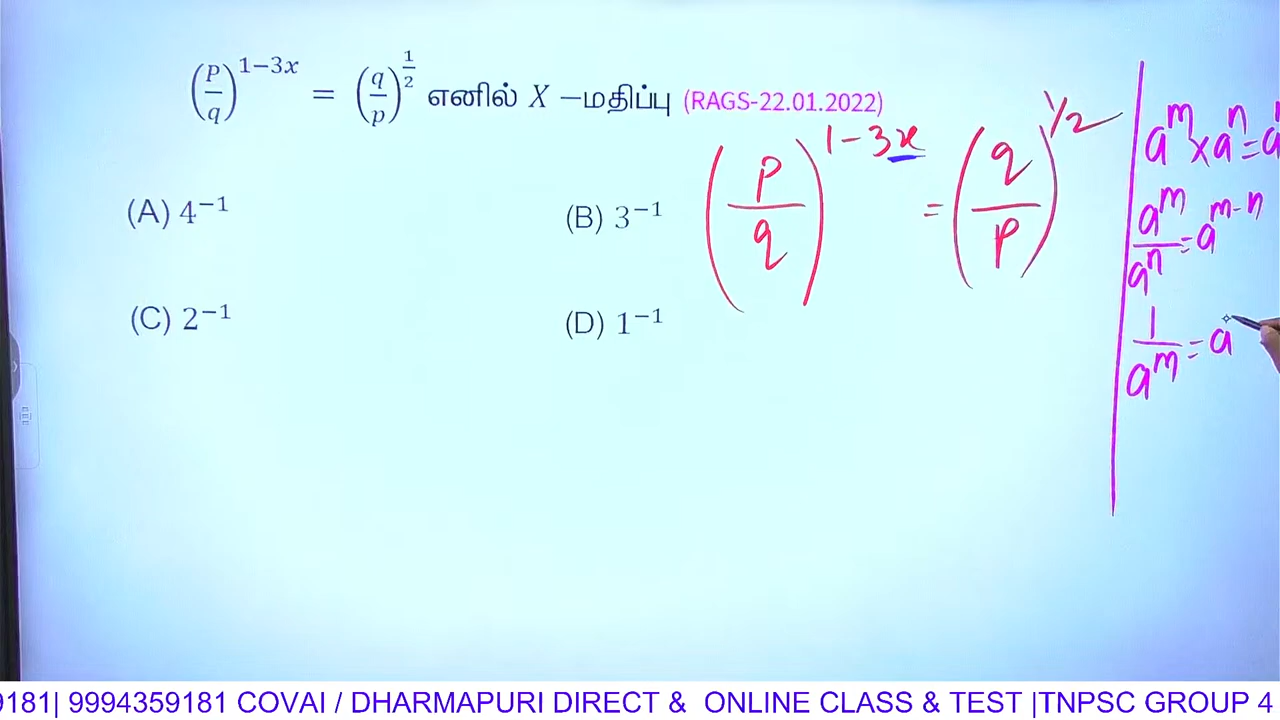 (P/q)^(1−3x) = (q/p)^(1/2) எனில் X −மதிப்பு (RAGS-22.01.2022)
(A) 4⁻¹
(B) 3⁻¹
(C) 2⁻¹
(D) 1⁻¹
(p/q)^(1-3x) = (q/p)^(1/2)
a^m × a^n = a
a^m/a^n = a^(m-n)
1/a^m = a
9181| 9994359181 COVAI / DHARMAPURI DIRECT & ONLINE CLASS & TEST |TNPSC GROUP 4